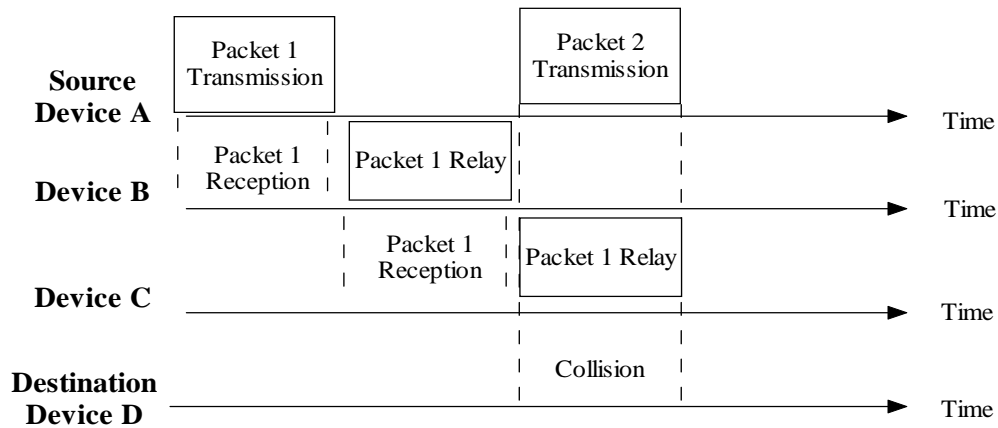 Packet 1
Transmission
Packet 2
Transmission
Source
Device A
Time
Packet 1
Reception
Packet 1 Relay
Device B
Time
Packet 1
Reception
Packet 1 Relay
Device C
Time
Collision
Destination
Device D
Time